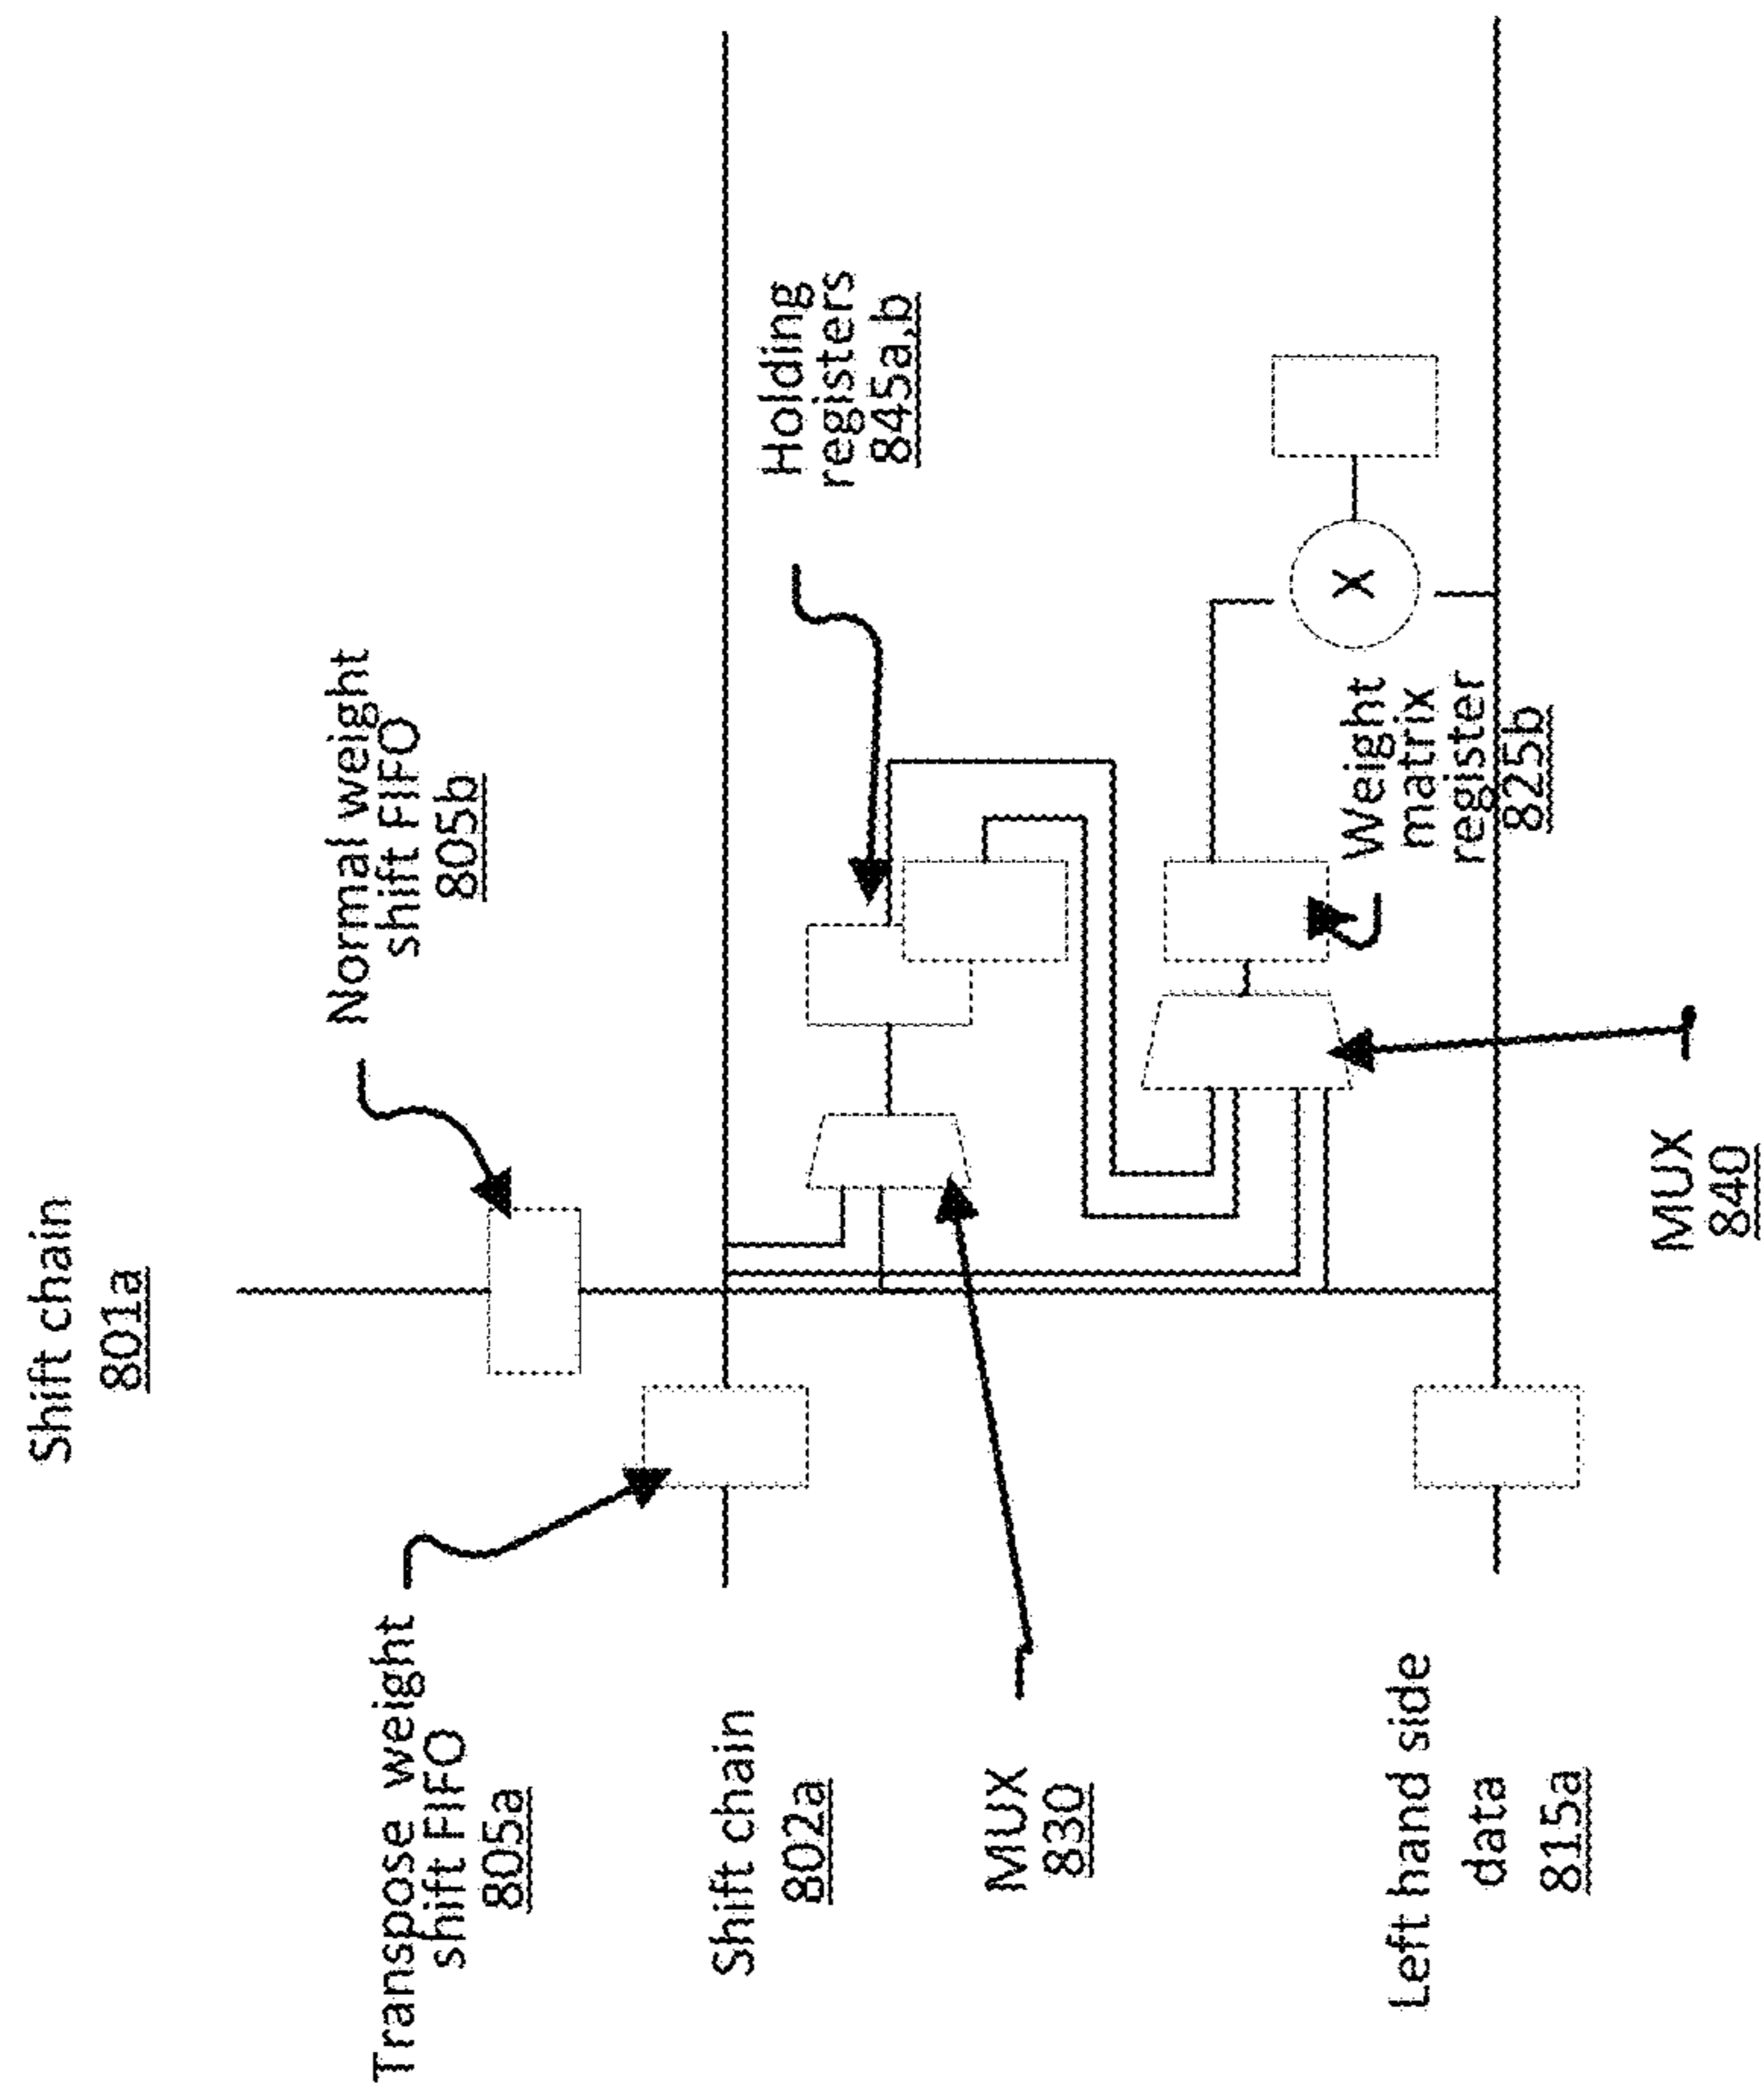 Shift chain
801a
Normal weight
shift FIFO
805b
Transpose weight
shift FIFO
805a
Shift chain
802a
Holding
registers
845a,b
MUX
830
X
Weight
matrix
register
825b
Left hand side
data
815a
MUX
840